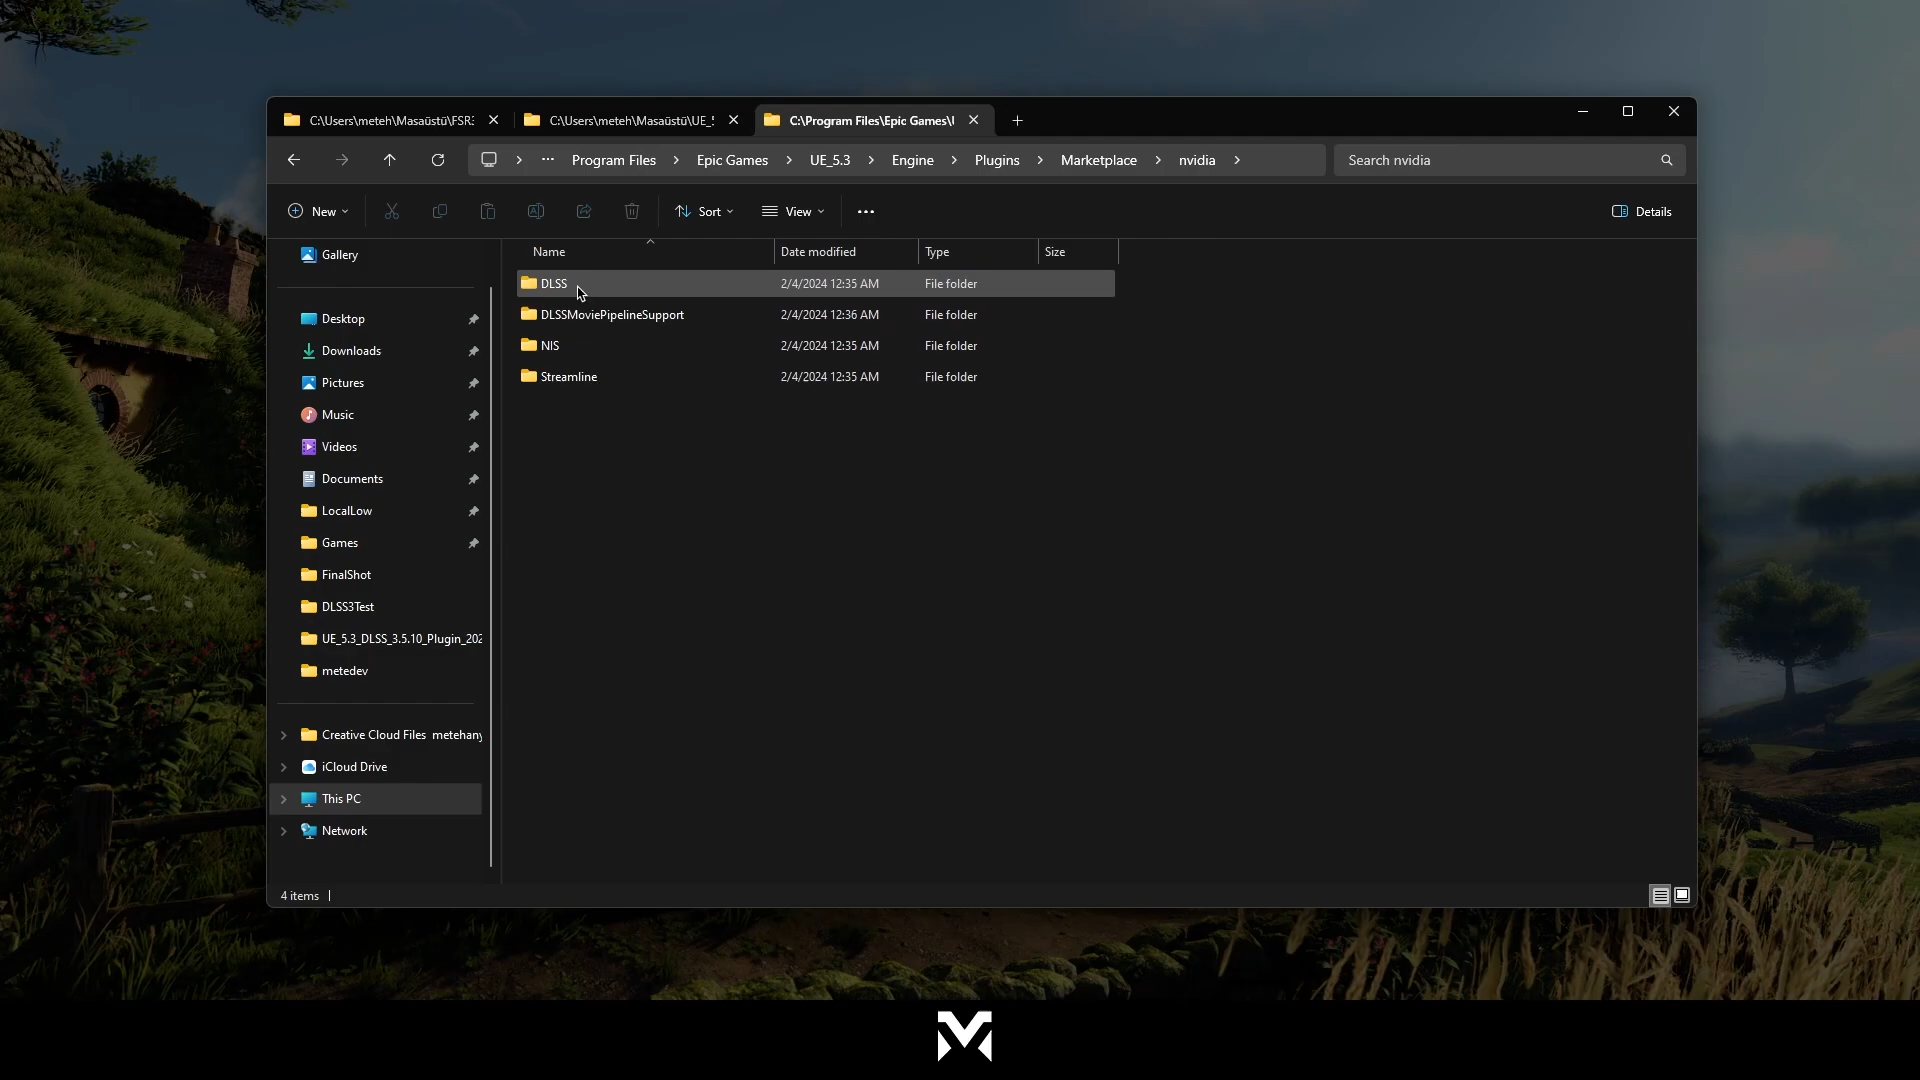 C:\Users\meteh\Masaüstü\FSR:
C:\Users\meteh\Masaüstü\UE_!
C:\Program Files\Epic Games\
Program Files
Epic Games
UE_5.3
Engine
Plugins
Marketplace
nvidia
Search nvidia
New
Sort
View
Details
Name
Date modified
Type
Size
DLSS
2/4/2024 12:35 AM
File folder
DLSSMoviePipelineSupport
2/4/2024 12:36 AM
File folder
NIS
2/4/2024 12:35 AM
File folder
Streamline
2/4/2024 12:35 AM
File folder
Gallery
Desktop
Downloads
Pictures
Music
Videos
Documents
LocalLow
Games
FinalShot
DLSS3Test
UE_5.3_DLSS_3.5.10_Plugin_202
metedev
Creative Cloud Files metehany
iCloud Drive
This PC
Network
4 items